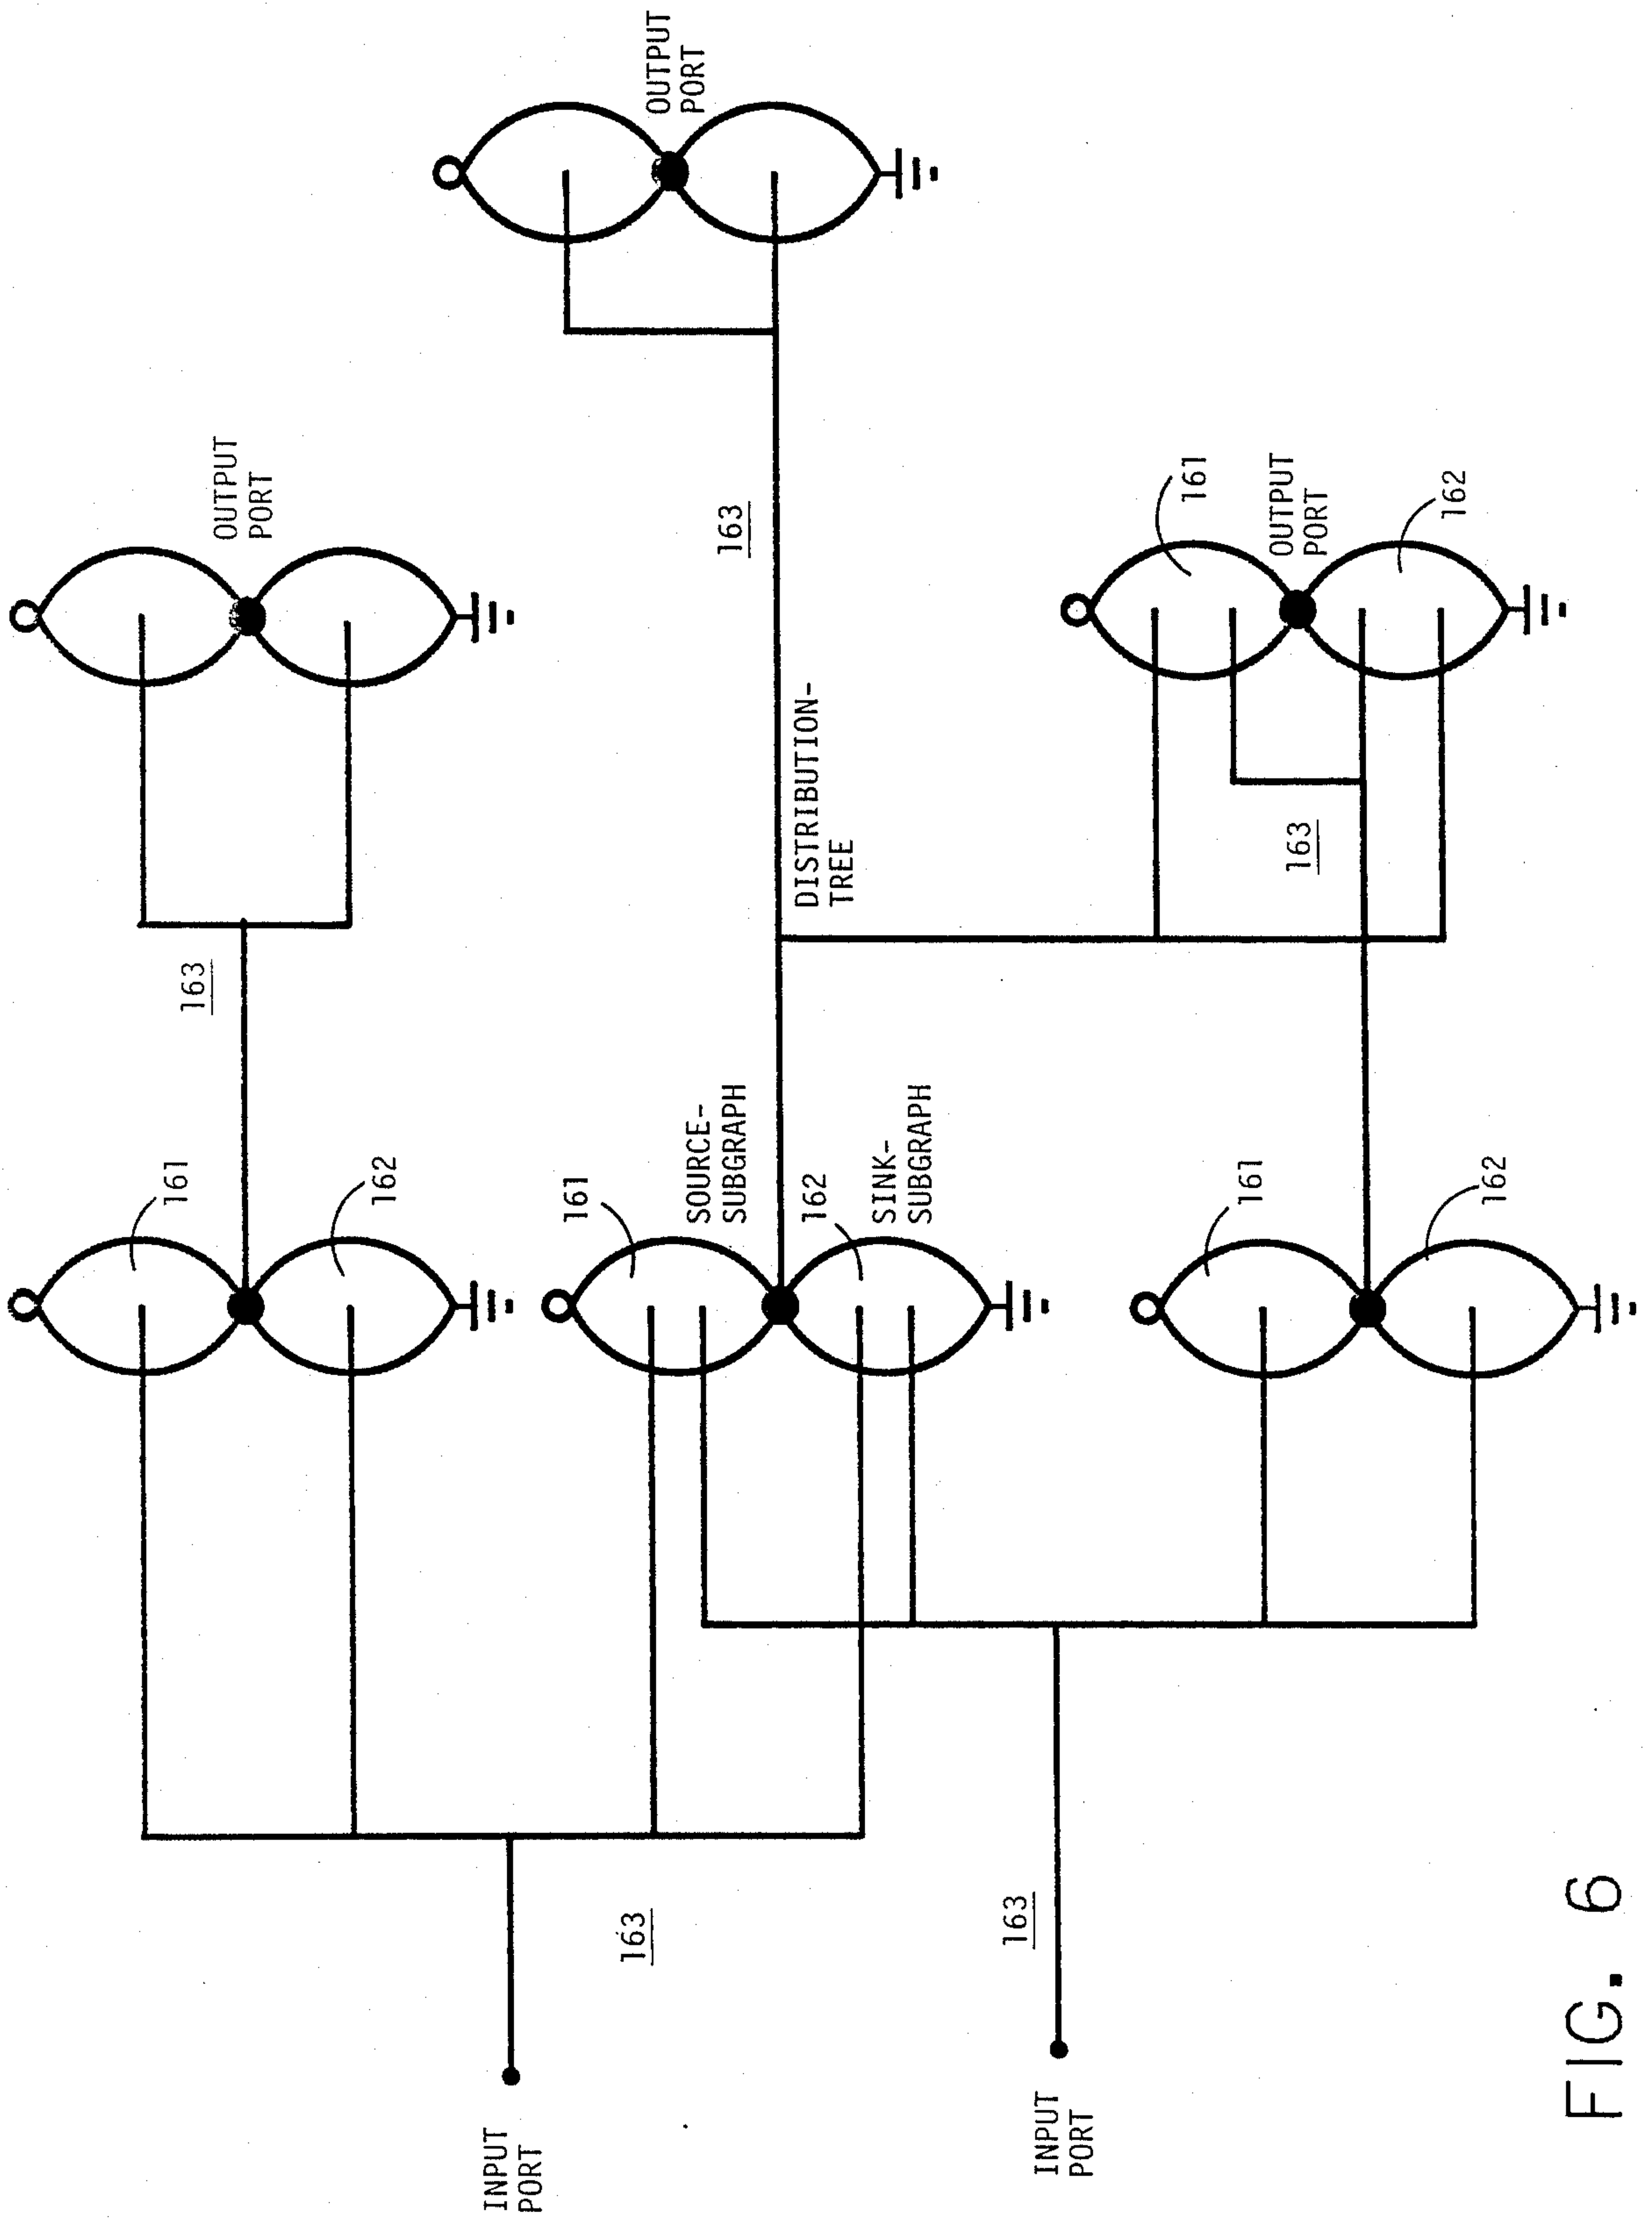 161
163
OUTPUT
PORT
162
INPUT
PORT
161
163
OUTPUT
PORT
SOURCE-
SUBGRAPH
163
162
DISTRIBUTION-
TREE
SINK-
SUBGRAPH
INPUT
PORT
163
161
161
163
OUTPUT
PORT
162
162
FIG. 6